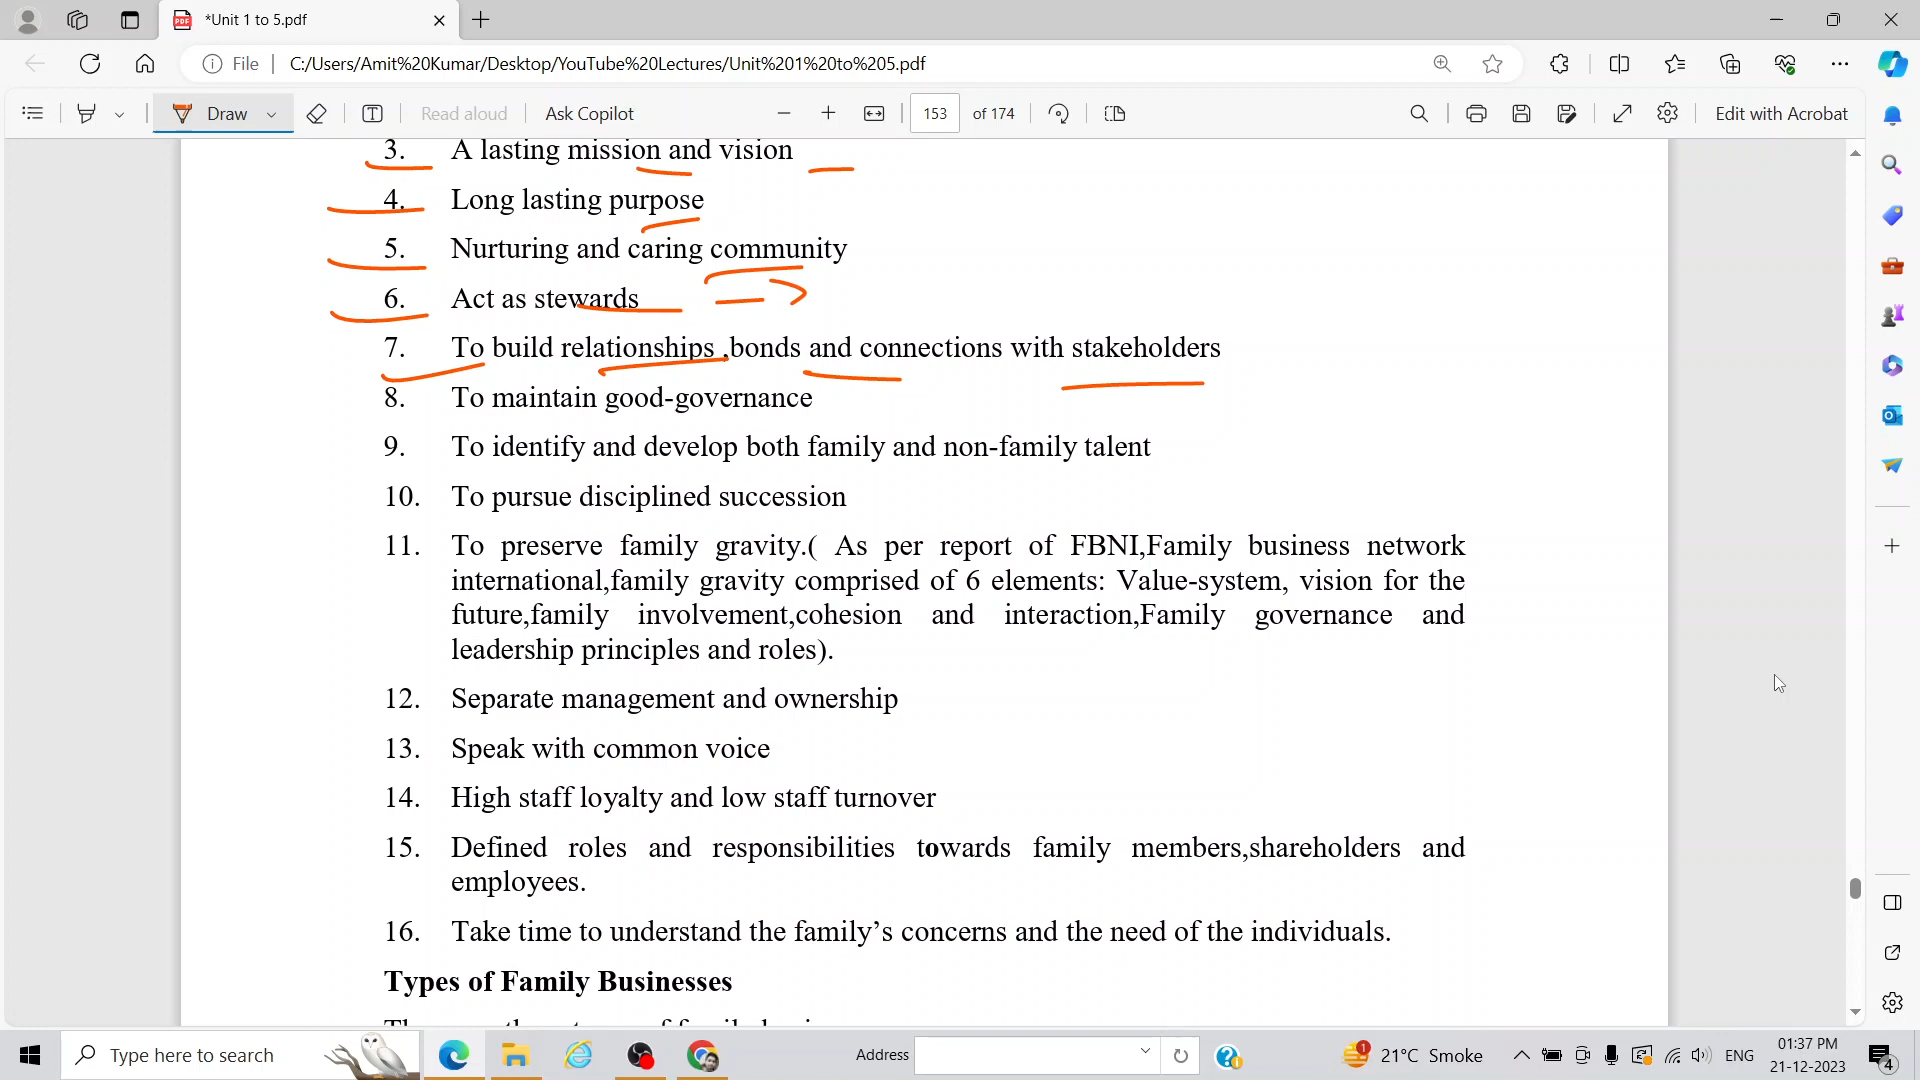 *Unit 1 to 5.pdf
File
C:/Users/Amit%20Kumar/Desktop/YouTube%20Lectures/Unit%201%20to%205.pdf
Draw
Read aloud
Ask Copilot
153
of 174
Edit with Acrobat
3. A lasting mission and vision
4. Long lasting purpose
5. Nurturing and caring community
6. Act as stewards
7. To build relationships ,bonds and connections with stakeholders
8. To maintain good-governance
9. To identify and develop both family and non-family talent
10. To pursue disciplined succession
11. To preserve family gravity.( As per report of FBNI,Family business network
international,family gravity comprised of 6 elements: Value-system, vision for the
future,family involvement,cohesion and interaction,Family governance and
leadership principles and roles).
12. Separate management and ownership
13. Speak with common voice
14. High staff loyalty and low staff turnover
15. Defined roles and responsibilities towards family members,shareholders and
employees.
16. Take time to understand the family’s concerns and the need of the individuals.
Types of Family Businesses
Type here to search
Address
1
21°C Smoke
ENG
01:37 PM
21-12-2023
4